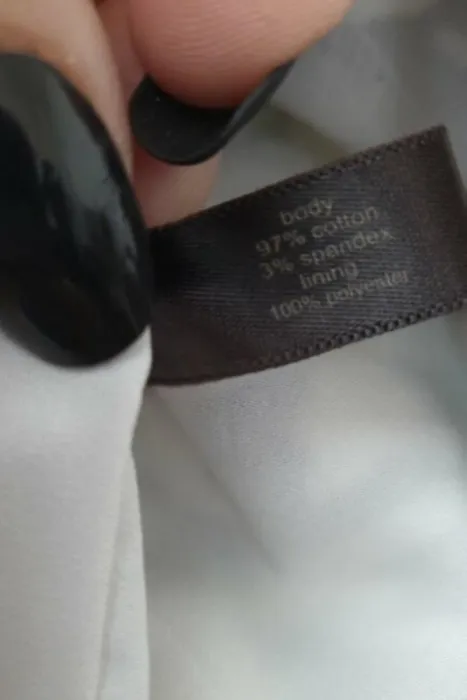 body
97% cotton
3% spandex
lining
100% polyester